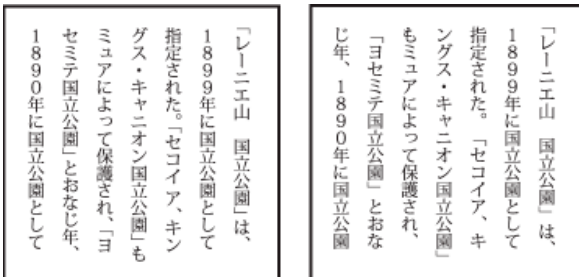 「レーニエ山　国立公園」は、
1899年に国立公園として
指定された。「セコイア、キン
グス・キャニオン国立公園」も
ミュアによって保護され、「ヨ
セミテ国立公園」とおなじ年、
1890年に国立公園として
「レーニエ山　国立公園」は、
1899年に国立公園として
指定された。　「セコイア、キ
ングス・キャニオン国立公園」
もミュアによって保護され、
「ヨセミテ国立公園」とおな
じ年、1890年に国立公園